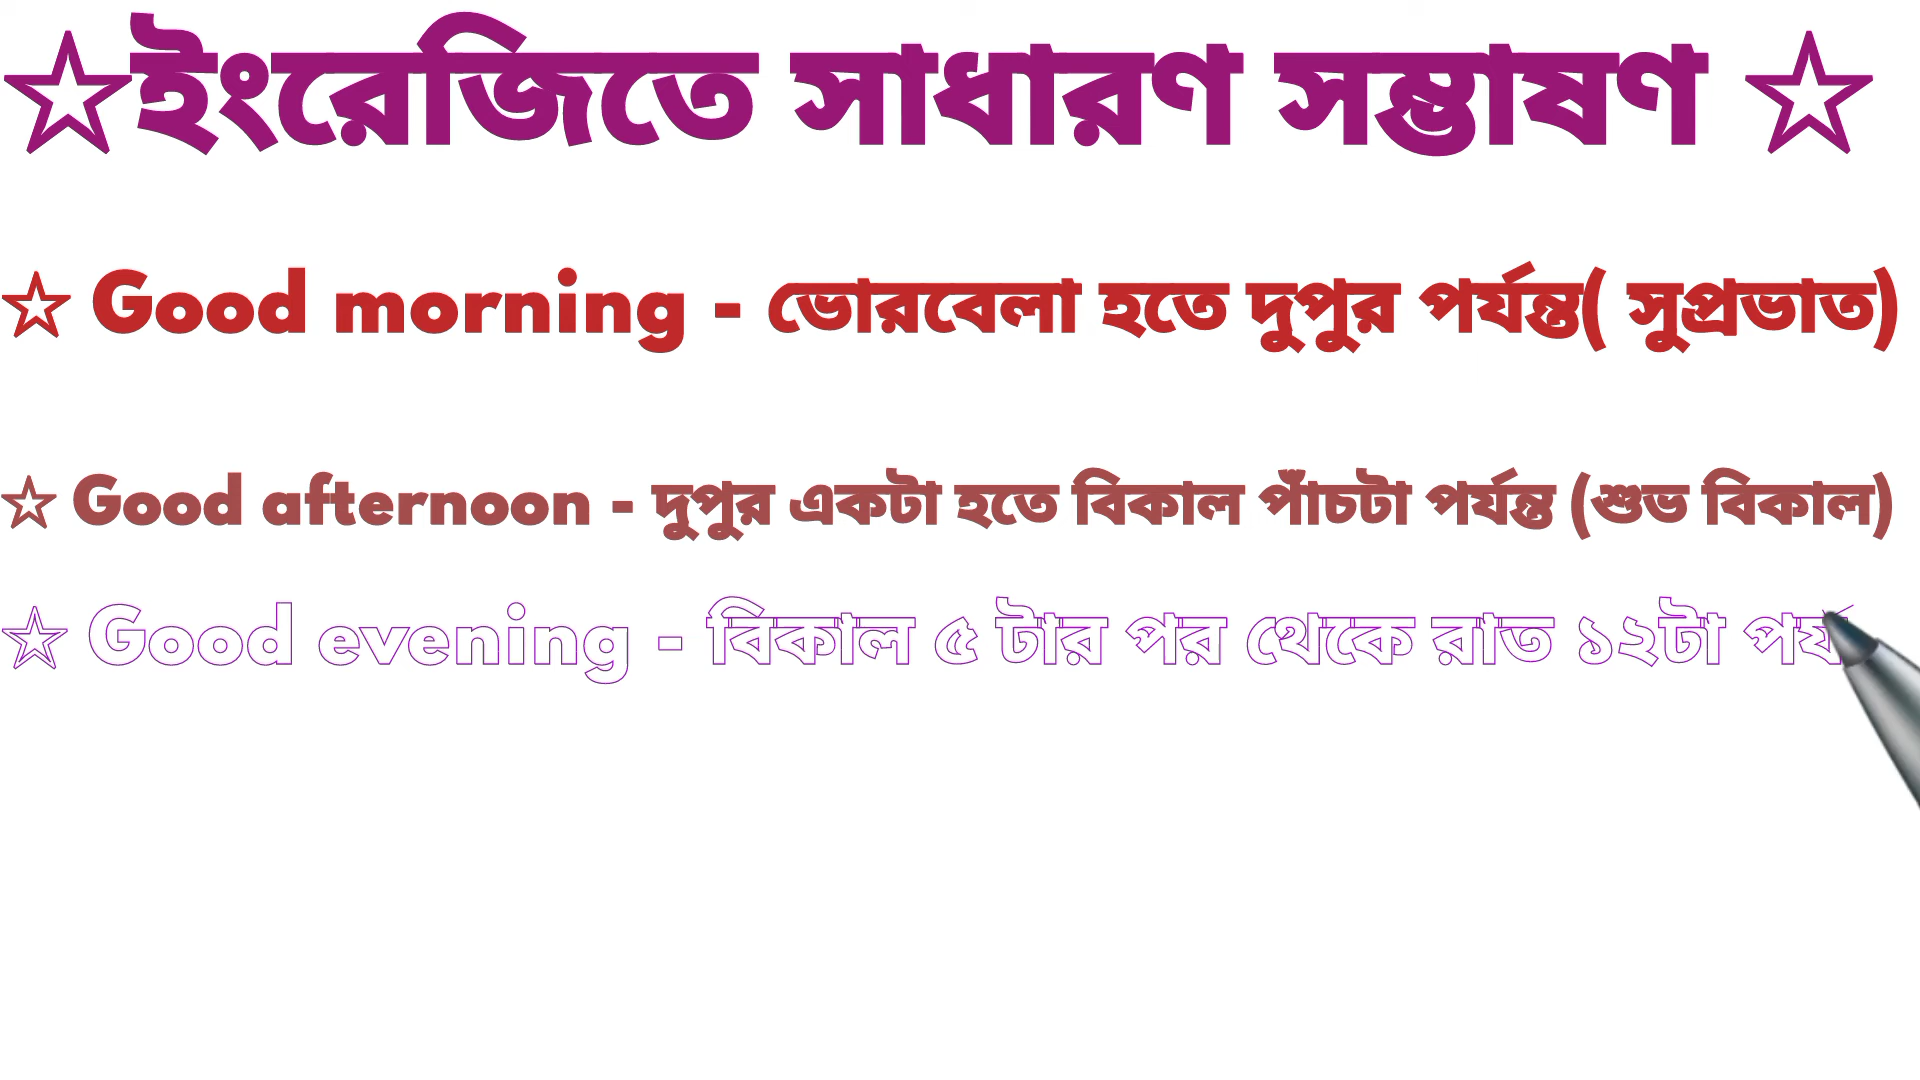 ☆ইংরেজিতে সাধারণ সম্ভাষণ ☆
☆ Good morning - ভোরবেলা হতে দুপুর পর্যন্ত( সুপ্রভাত)
☆ Good afternoon - দুপুর একটা হতে বিকাল পাঁচটা পর্যন্ত (শুভ বিকাল)
☆ Good evening - বিকাল ৫ টার পর থেকে রাত ১২টা